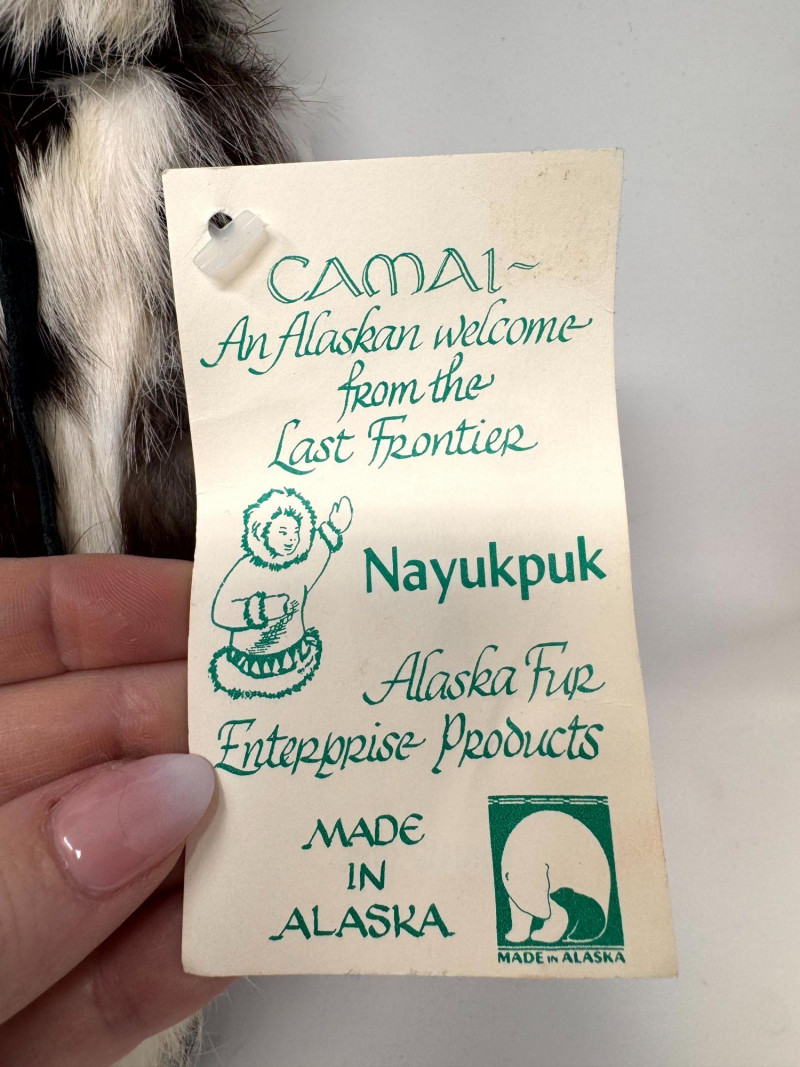 CAMAI~
An Alaskan welcome
from the
Last Frontier
Nayukpuk
Alaska Fur
Enterprise Products
MADE
IN
ALASKA
MADE IN ALASKA